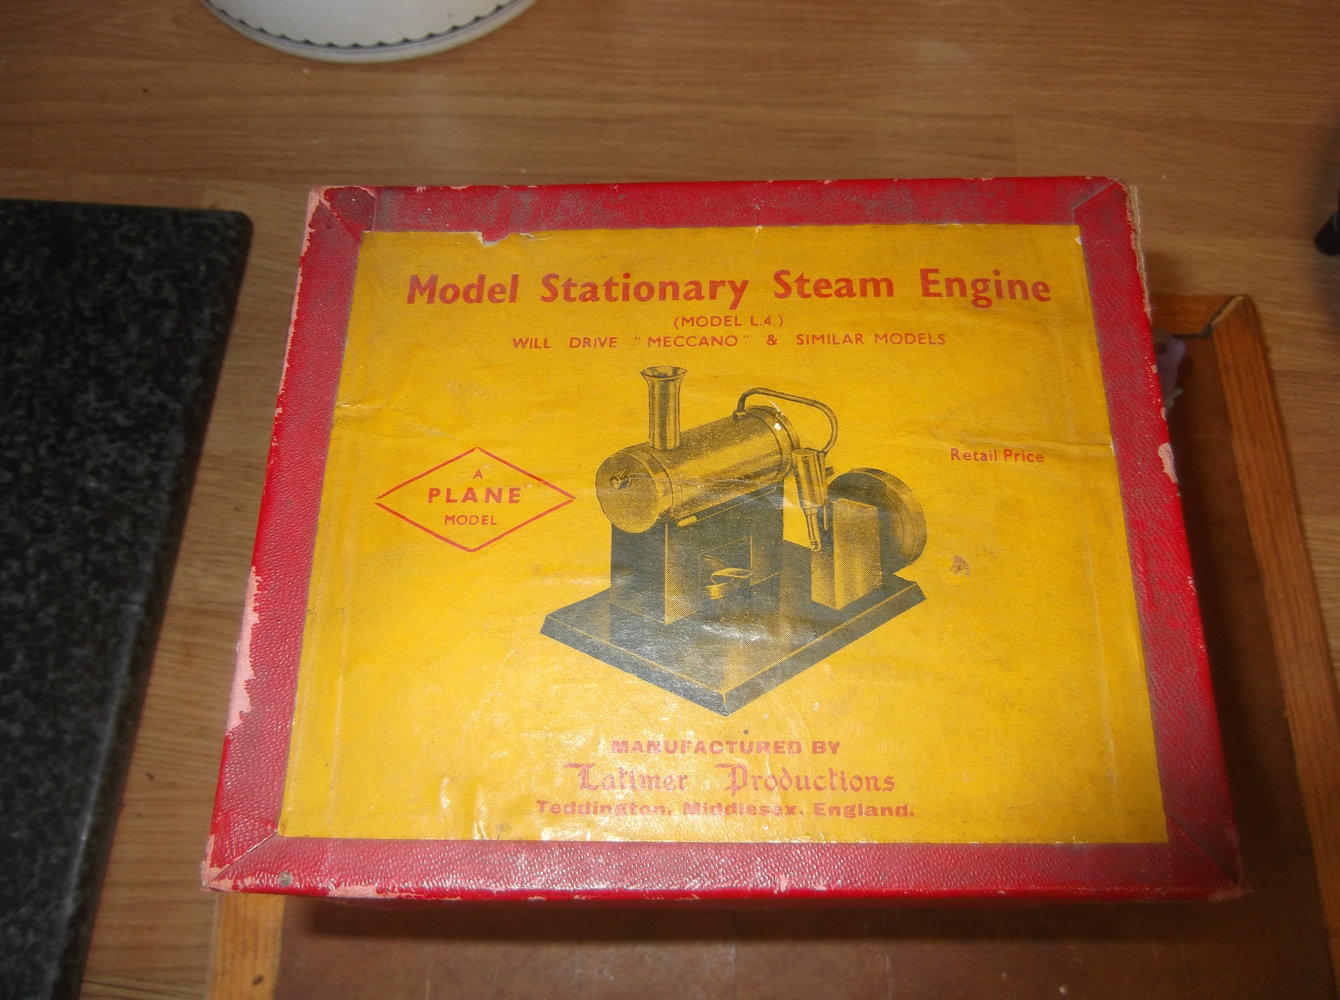 Model Stationary Steam Engine
(MODEL L.4.)
WILL DRIVE "MECCANO" & SIMILAR MODELS
A
PLANE
MODEL
Retail Price
MANUFACTURED BY
Latimer Productions
Teddington, Middlesex, England.